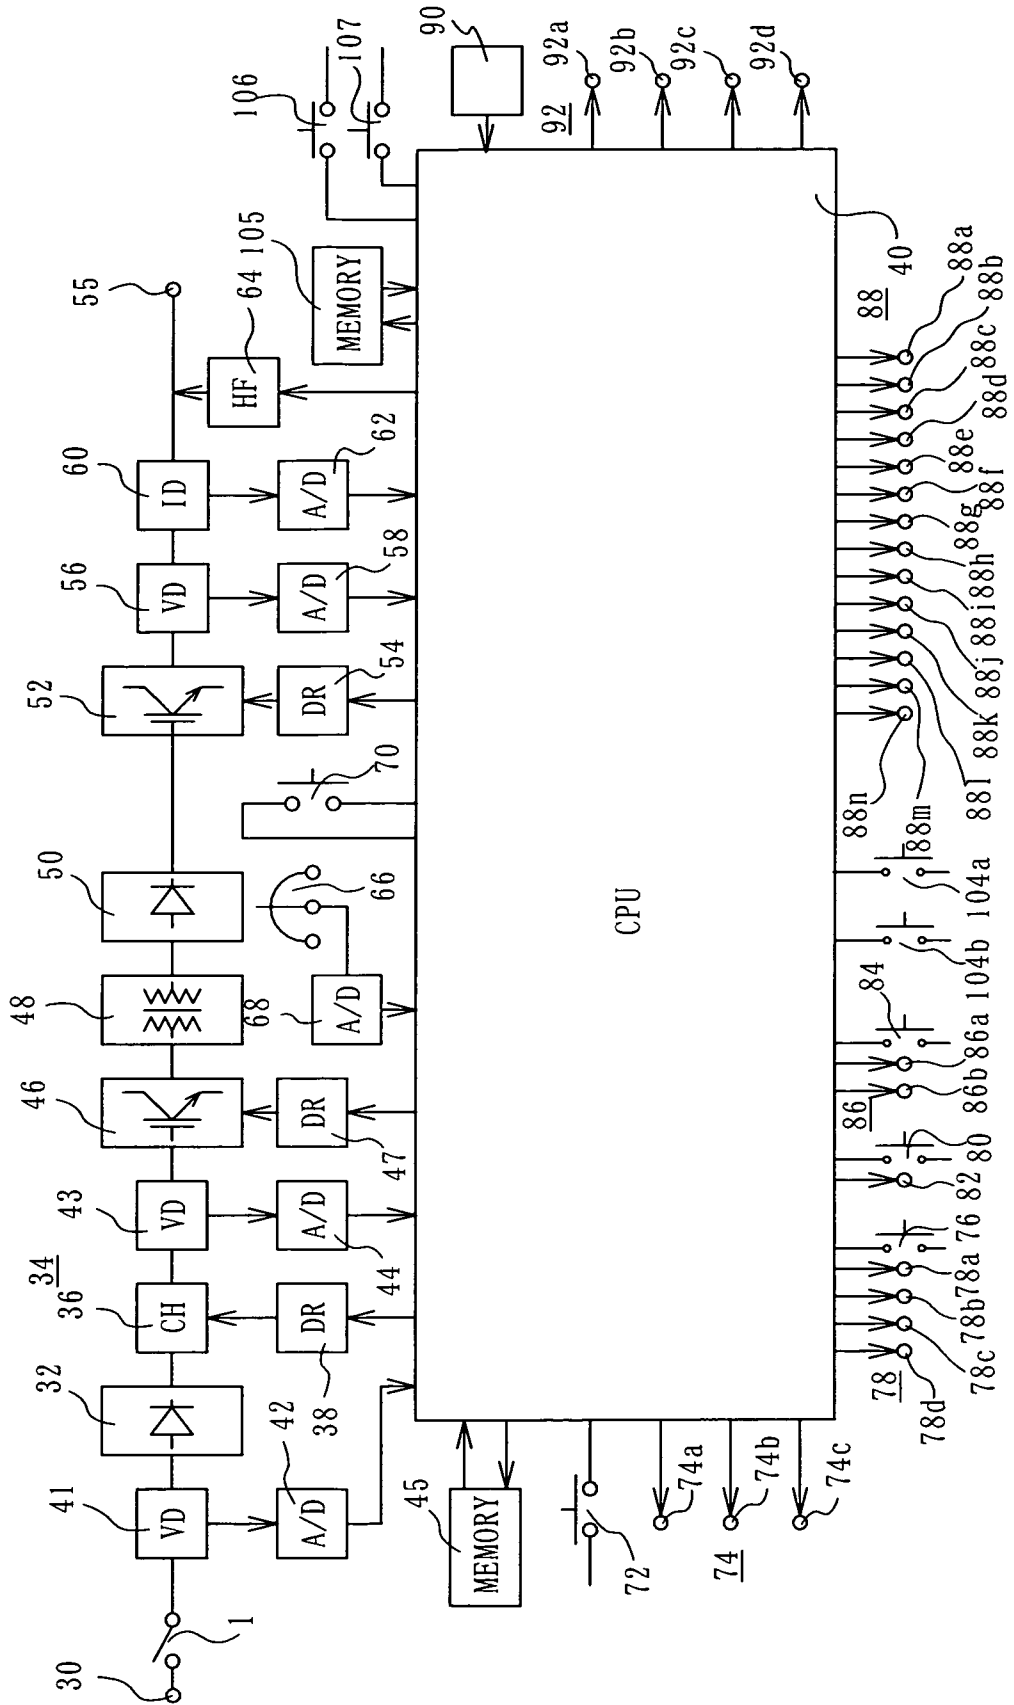 30
1
41
VD
32
36
34
CH
43
VD
46
48
50
52
56
VD
60
ID
55
42
A/D
38
DR
44
A/D
47
DR
68
A/D
66
70
54
DR
58
A/D
62
A/D
64
HF
105
MEMORY
106
107
90
45
MEMORY
CPU
40
72
74a
74b
74
74c
92
92a
92b
92c
92d
78
78d
78c
78b
78a
76
82
80
86
86b
86a
84
104b
104a
88n
88m
88l
88k
88j
88i
88h
88g
88f
88e
88d
88c
88b
88a
88